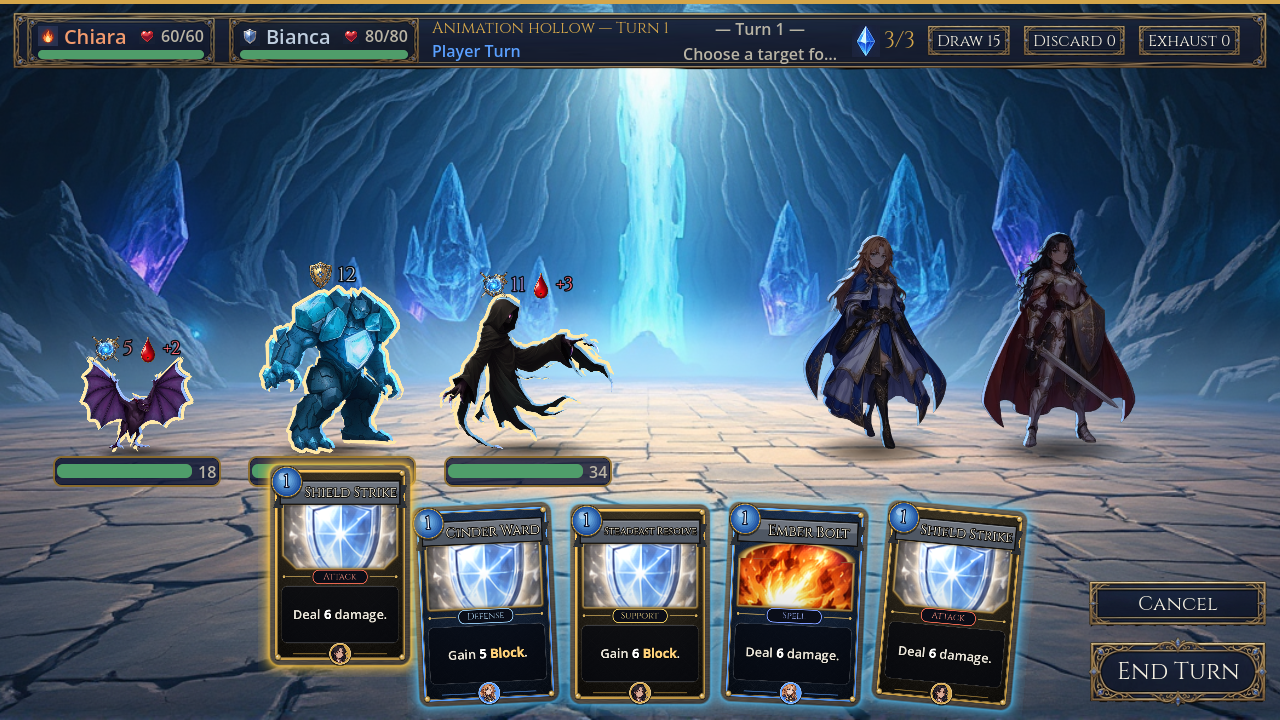 Chiara 60/60
Bianca 80/80
Animation hollow — Turn 1
Player Turn
— Turn 1 —
Choose a target fo...
3/3
Draw 15
Discard 0
Exhaust 0
12
11 +3
5 +2
18
34
1
Shield Strike
Attack
Deal 6 damage.
1
Cinder Ward
Defense
Gain 5 Block.
1
Steadfast Resolve
Support
Gain 6 Block.
1
Ember Bolt
Spell
Deal 6 damage.
1
Shield Strike
Attack
Deal 6 damage.
Cancel
End Turn